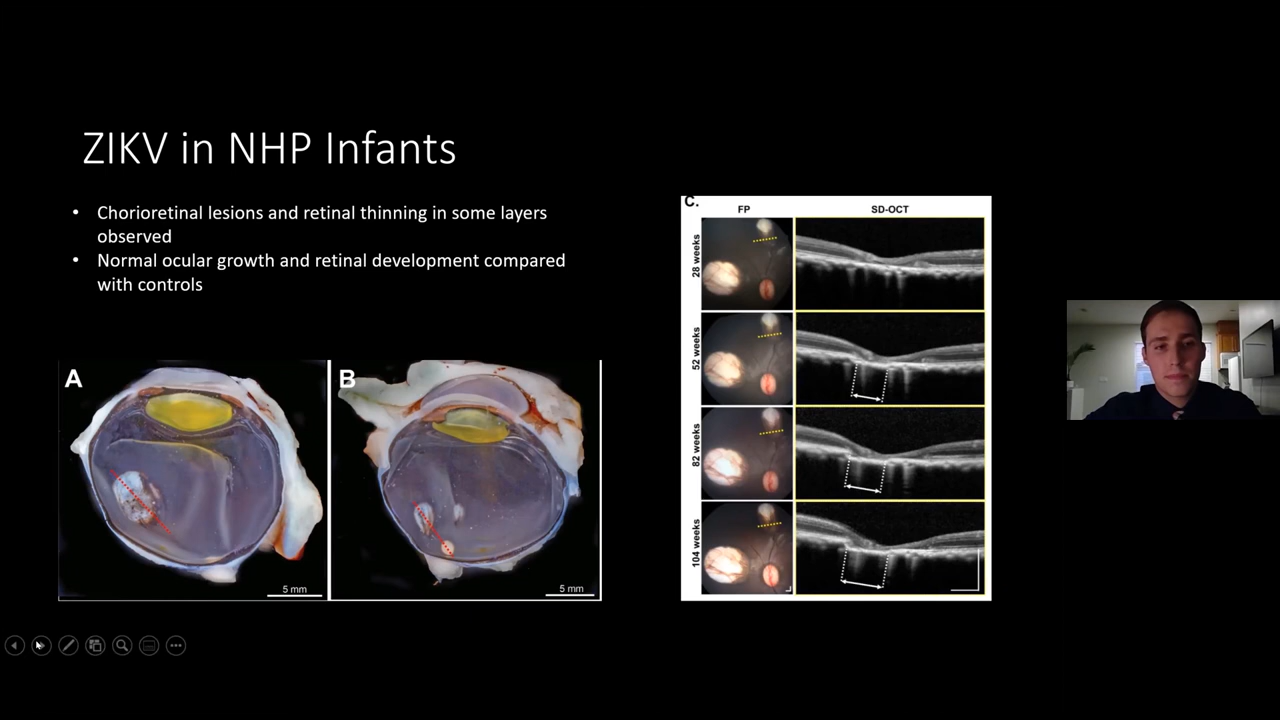 ZIKV in NHP Infants
• Chorioretinal lesions and retinal thinning in some layers
observed
• Normal ocular growth and retinal development compared
with controls
A
5 mm
B
5 mm
C.
FP
SD-OCT
28 weeks
52 weeks
82 weeks
104 weeks